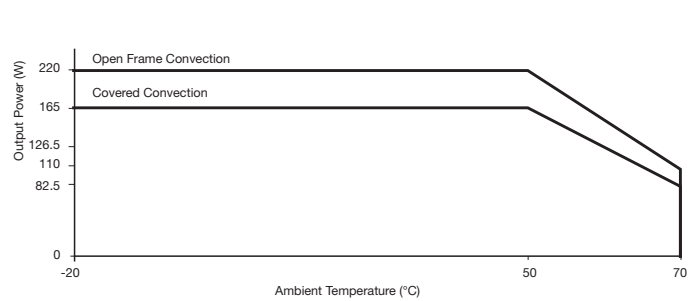 Open Frame Convection
Covered Convection
Output Power (W)
220
165
126.5
110
82.5
0
-20
50
70
Ambient Temperature (°C)